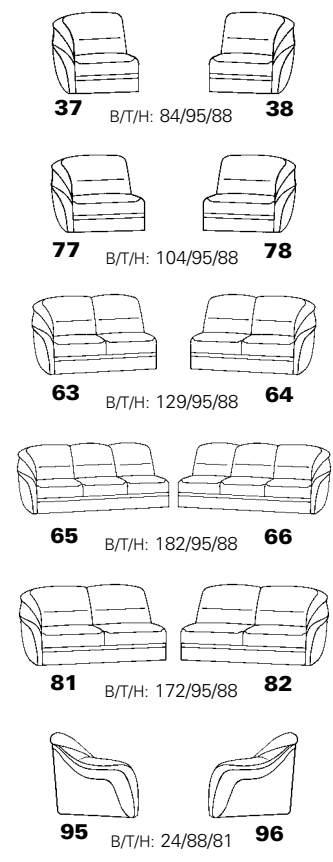 37 B/T/H: 84/95/88 38
77 B/T/H: 104/95/88 78
63 B/T/H: 129/95/88 64
65 B/T/H: 182/95/88 66
81 B/T/H: 172/95/88 82
95 B/T/H: 24/88/81 96